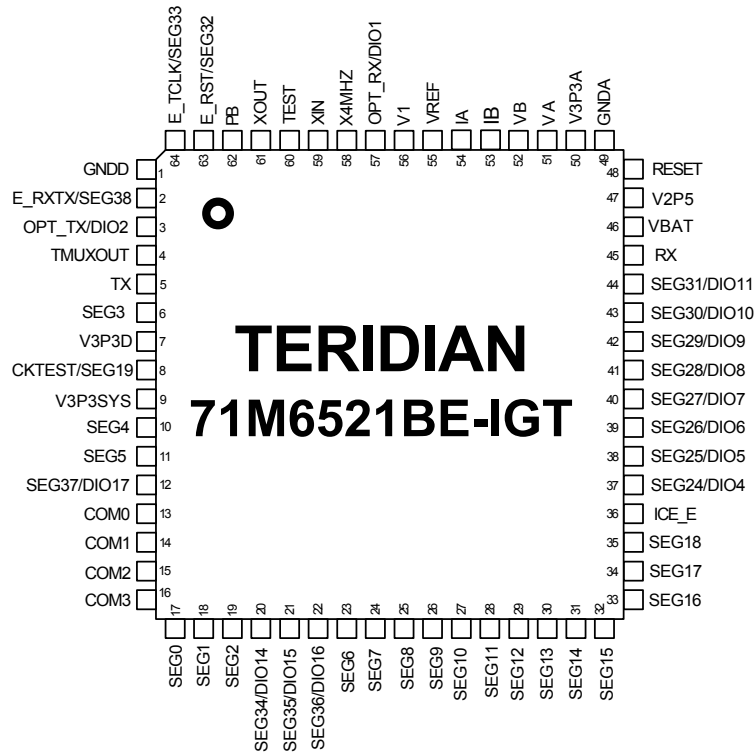 E_TCLK/SEG33
E_RST/SEG32
PB
XOUT
TEST
XIN
X4MHZ
OPT_RX/DIO1
V1
VREF
IA
IB
VB
VA
V3P3A
GNDA
64
63
62
61
60
59
58
57
56
55
54
53
52
51
50
49
GNDD 1
E_RXTX/SEG38 2
OPT_TX/DIO2 3
TMUXOUT 4
TX 5
SEG3 6
V3P3D 7
CKTEST/SEG19 8
V3P3SYS 9
SEG4 10
SEG5 11
SEG37/DIO17 12
COM0 13
COM1 14
COM2 15
COM3 16
TERIDIAN
71M6521BE-IGT
48 RESET
47 V2P5
46 VBAT
45 RX
44 SEG31/DIO11
43 SEG30/DIO10
42 SEG29/DIO9
41 SEG28/DIO8
40 SEG27/DIO7
39 SEG26/DIO6
38 SEG25/DIO5
37 SEG24/DIO4
36 ICE_E
35 SEG18
34 SEG17
33 SEG16
17
18
19
20
21
22
23
24
25
26
27
28
29
30
31
32
SEG0
SEG1
SEG2
SEG34/DIO14
SEG35/DIO15
SEG36/DIO16
SEG6
SEG7
SEG8
SEG9
SEG10
SEG11
SEG12
SEG13
SEG14
SEG15